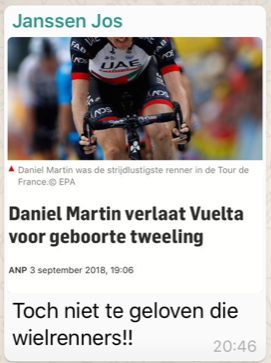 Janssen Jos
UAE
Daniel Martin was de strijdlustigste renner in de Tour de
France.© EPA
Daniel Martin verlaat Vuelta
voor geboorte tweeling
ANP 3 september 2018, 19:06
Toch niet te geloven die
wielrenners!!
20:46